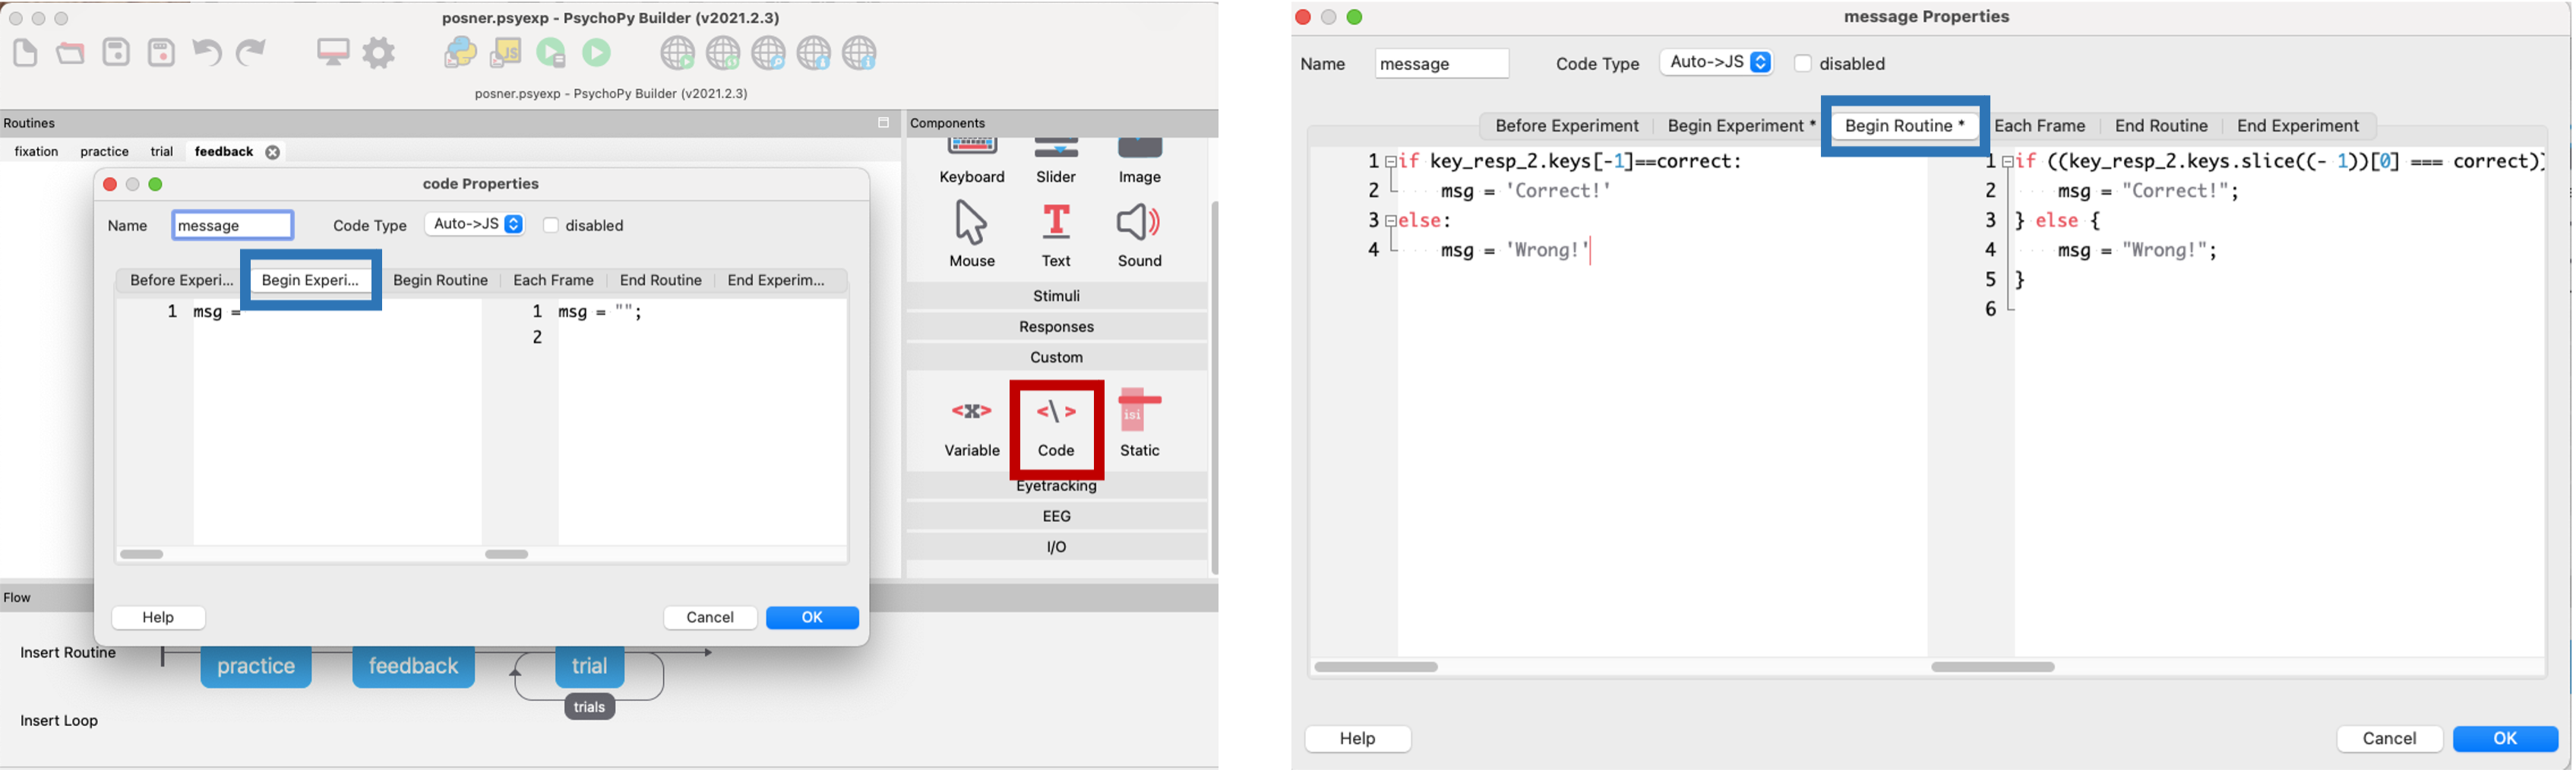 posner.psyexp - PsychoPy Builder (v2021.2.3)
JS
posner.psyexp - PsychoPy Builder (v2021.2.3)
Routines
fixation practice trial feedback
code Properties
Name message Code Type Auto->JS disabled
Before Experi... Begin Experi... Begin Routine Each Frame End Routine End Experim...
1 msg =
1 msg = "";
2
Help Cancel OK
Components
Keyboard Slider Image
Mouse Text Sound
Stimuli
Responses
Custom
isi
Variable Code Static
Eyetracking
EEG
I/O
Flow
Insert Routine
practice feedback trial
trials
Insert Loop
message Properties
Name message Code Type Auto->JS disabled
Before Experiment Begin Experiment * Begin Routine * Each Frame End Routine End Experiment
1 if key_resp_2.keys[-1]==correct:
2 msg = 'Correct!'
3 else:
4 msg = 'Wrong!'
1 if ((key_resp_2.keys.slice((- 1))[0] === correct))
2 msg = "Correct!";
3 } else {
4 msg = "Wrong!";
5 }
6
Help Cancel OK